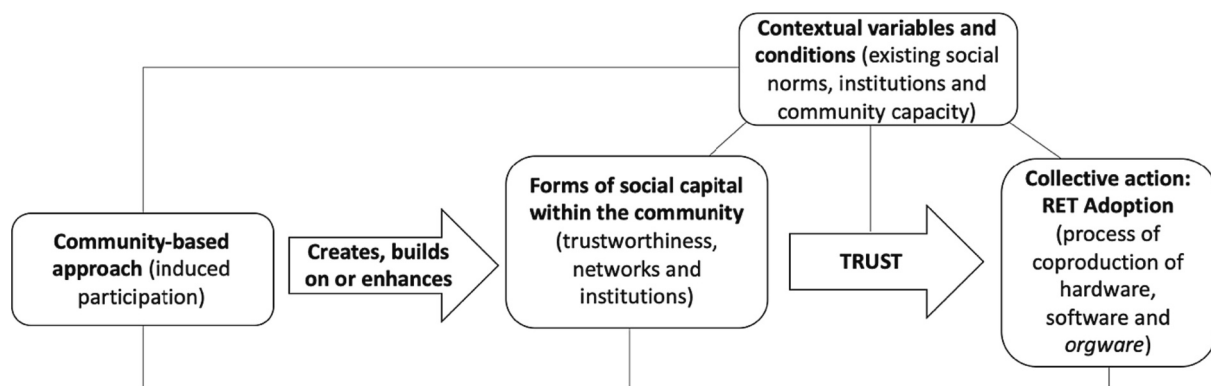 Contextual variables and
conditions (existing social
norms, institutions and
community capacity)
Community-based
approach (induced
participation)
Creates, builds
on or enhances
Forms of social capital
within the community
(trustworthiness,
networks and
institutions)
TRUST
Collective action:
RET Adoption
(process of
coproduction of
hardware,
software and
orgware)